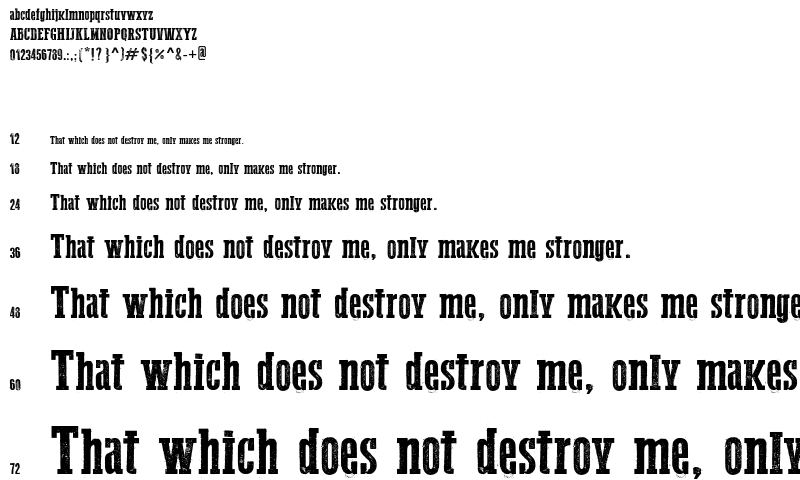 abcdefghijklmnopqrstuvwxyz
ABCDEFGHIJKLMNOPQRSTUVWXYZ
0123456789.:,;(*!?}^)#${%^&-+@
12 That which does not destroy me, only makes me stronger.
18 That which does not destroy me, only makes me stronger.
24 That which does not destroy me, only makes me stronger.
36 That which does not destroy me, only makes me stronger.
48 That which does not destroy me, only makes me stronge
60 That which does not destroy me, only makes
72 That which does not destroy me, only